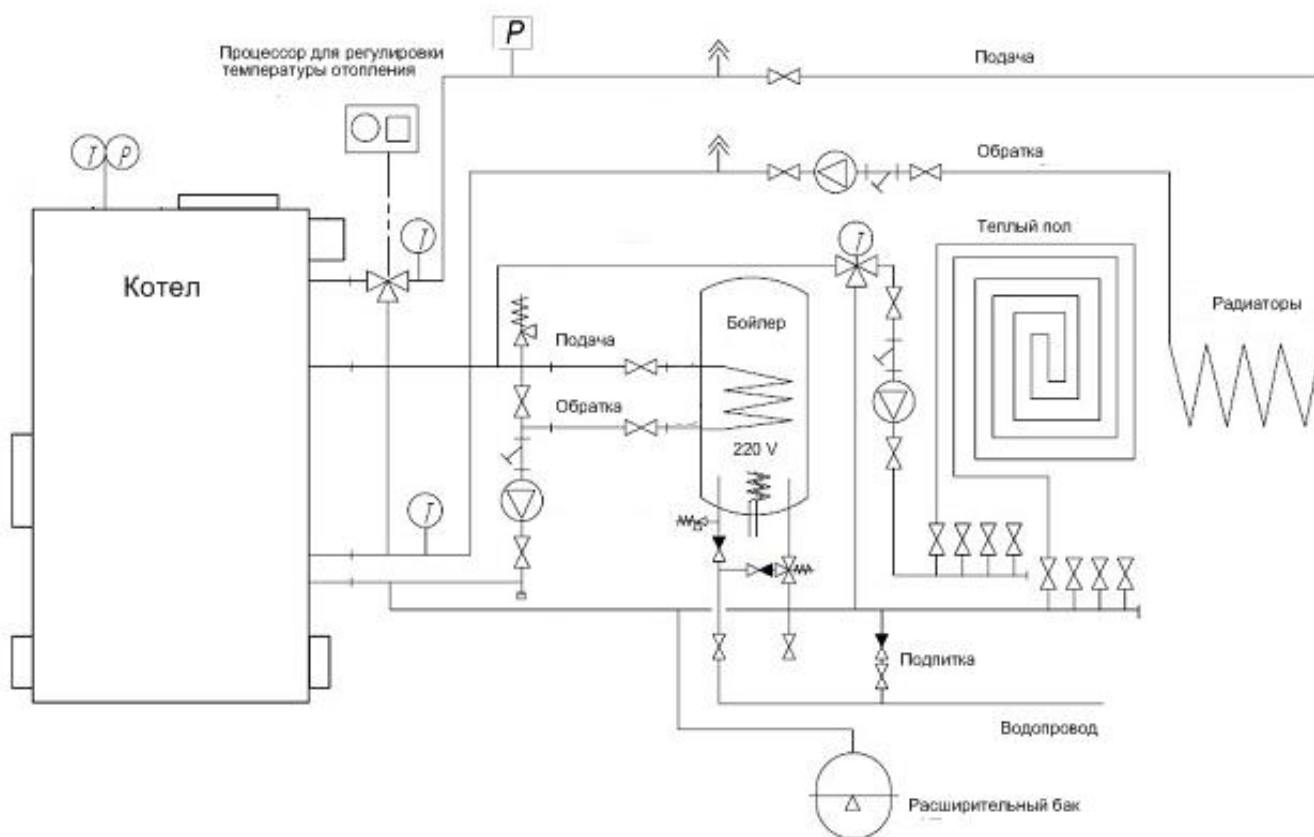 P
Процессор для регулировки
температуры отопления
Подача
T P
Обратка
T
T
Теплый пол
Котел
Радиаторы
Бойлер
Подача
Обратка
220 V
T
Подпитка
Водопровод
Расширительный бак